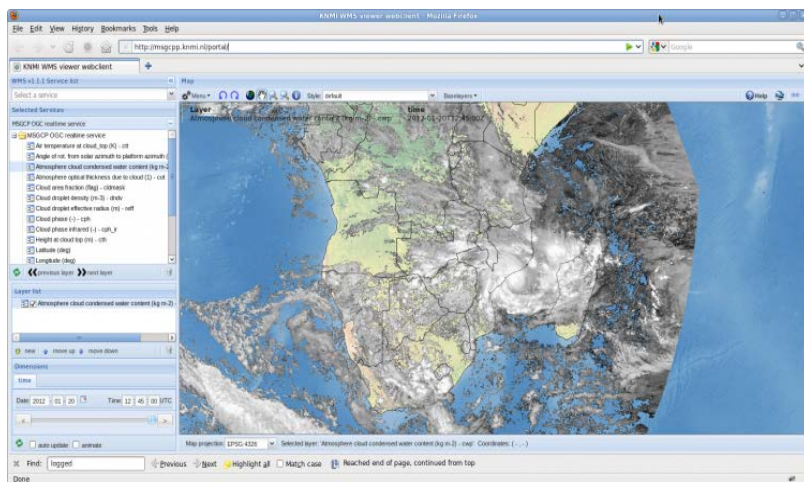 KNMI WMS viewer webclient - Mozilla Firefox
File Edit View History Bookmarks Tools Help
http://msgcpp.knmi.nl/portal/
Google
KNMI WMS viewer webclient
WMS v1.1.1 Service list
Map
Select a service
Menu
Style: default
Baselayers
Help
Selected Services
Layer
time
MSGCP OGC realtime service
Atmosphere cloud condensed water content (kg m-2) - cwp
MSGCP OGC realtime service
Air temperature at cloud_top (K) - ctt
Angle of rot. from solar azimuth to platform azimuth (
Atmosphere cloud condensed water content (kg m-2
Atmosphere optical thickness due to cloud (1) - cot
Cloud area fraction (flag) - cldmask
Cloud droplet density (m-3) - dndv
Cloud droplet effective radius (m) - reff
Cloud phase (-) - cph
Cloud phase infrared (-) - cph_ir
Height at cloud top (m) - cth
Latitude (deg)
Longitude (deg)
previous layer next layer
Layer list
Atmosphere cloud condensed water content (kg m-2)
new move up move down
Dimensions
time
Date 2012 01 20 Time 12 45 00 UTC
auto update animate
Map projection: EPSG:4326 Selected layer: 'Atmosphere cloud condensed water content (kg m-2) - cwp' Coordinates: ( - , - )
Find: logged Previous Next Highlight all Match case Reached end of page, continued from top
Done